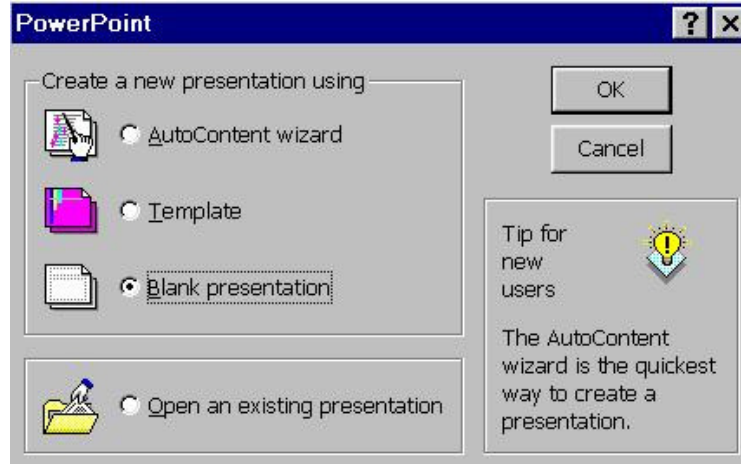 PowerPoint
Create a new presentation using
AutoContent wizard
Template
Blank presentation
Open an existing presentation
OK
Cancel
Tip for
new
users
The AutoContent
wizard is the quickest
way to create a
presentation.